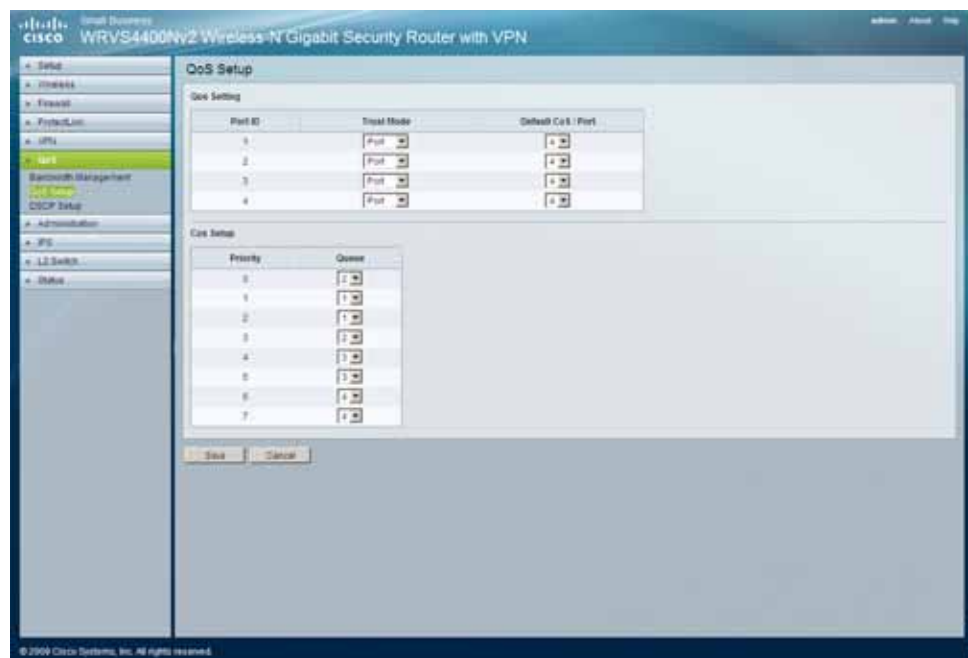 Small Business
cisco WRVS4400Nv2 Wireless-N Gigabit Security Router with VPN
admin About Help
Setup
Wireless
Firewall
ProtectLink
VPN
QoS
Bandwidth Management
QoS Setup
DSCP Setup
Administration
IPS
L2 Switch
Status
QoS Setup
Qos Setting
Port ID Trust Mode Default CoS / Port
1 Port 4
2 Port 4
3 Port 4
4 Port 4
Cos Setup
Priority Queue
0 2
1 1
2 1
3 2
4 3
5 3
6 4
7 4
Save Cancel
© 2009 Cisco Systems, Inc. All rights reserved.